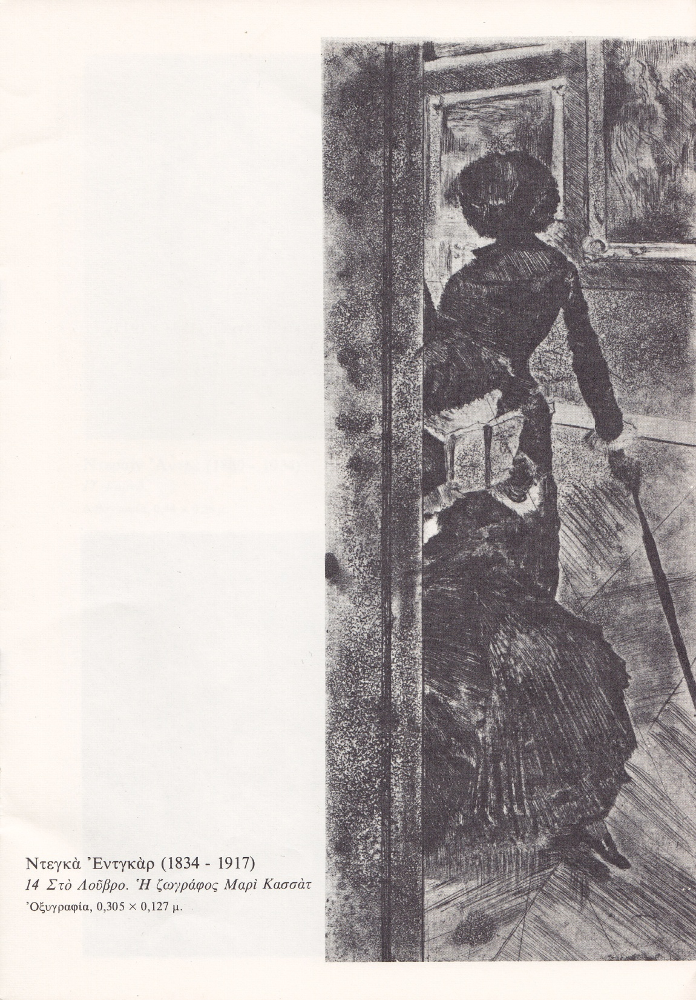 Ντεγκὰ Ἐντγκὰρ (1834 - 1917)
14 Στὸ Λοῦβρο. Ἡ ζωγράφος Μαρὶ Κασσὰτ
Ὀξυγραφία, 0,305 × 0,127 μ.